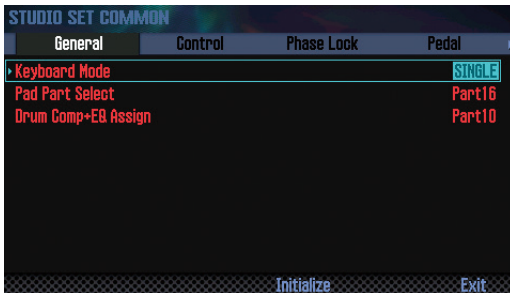 STUDIO SET COMMON
General Control Phase Lock Pedal
Keyboard Mode SINGLE
Pad Part Select Part16
Drum Comp+EQ Assign Part10
Initialize Exit